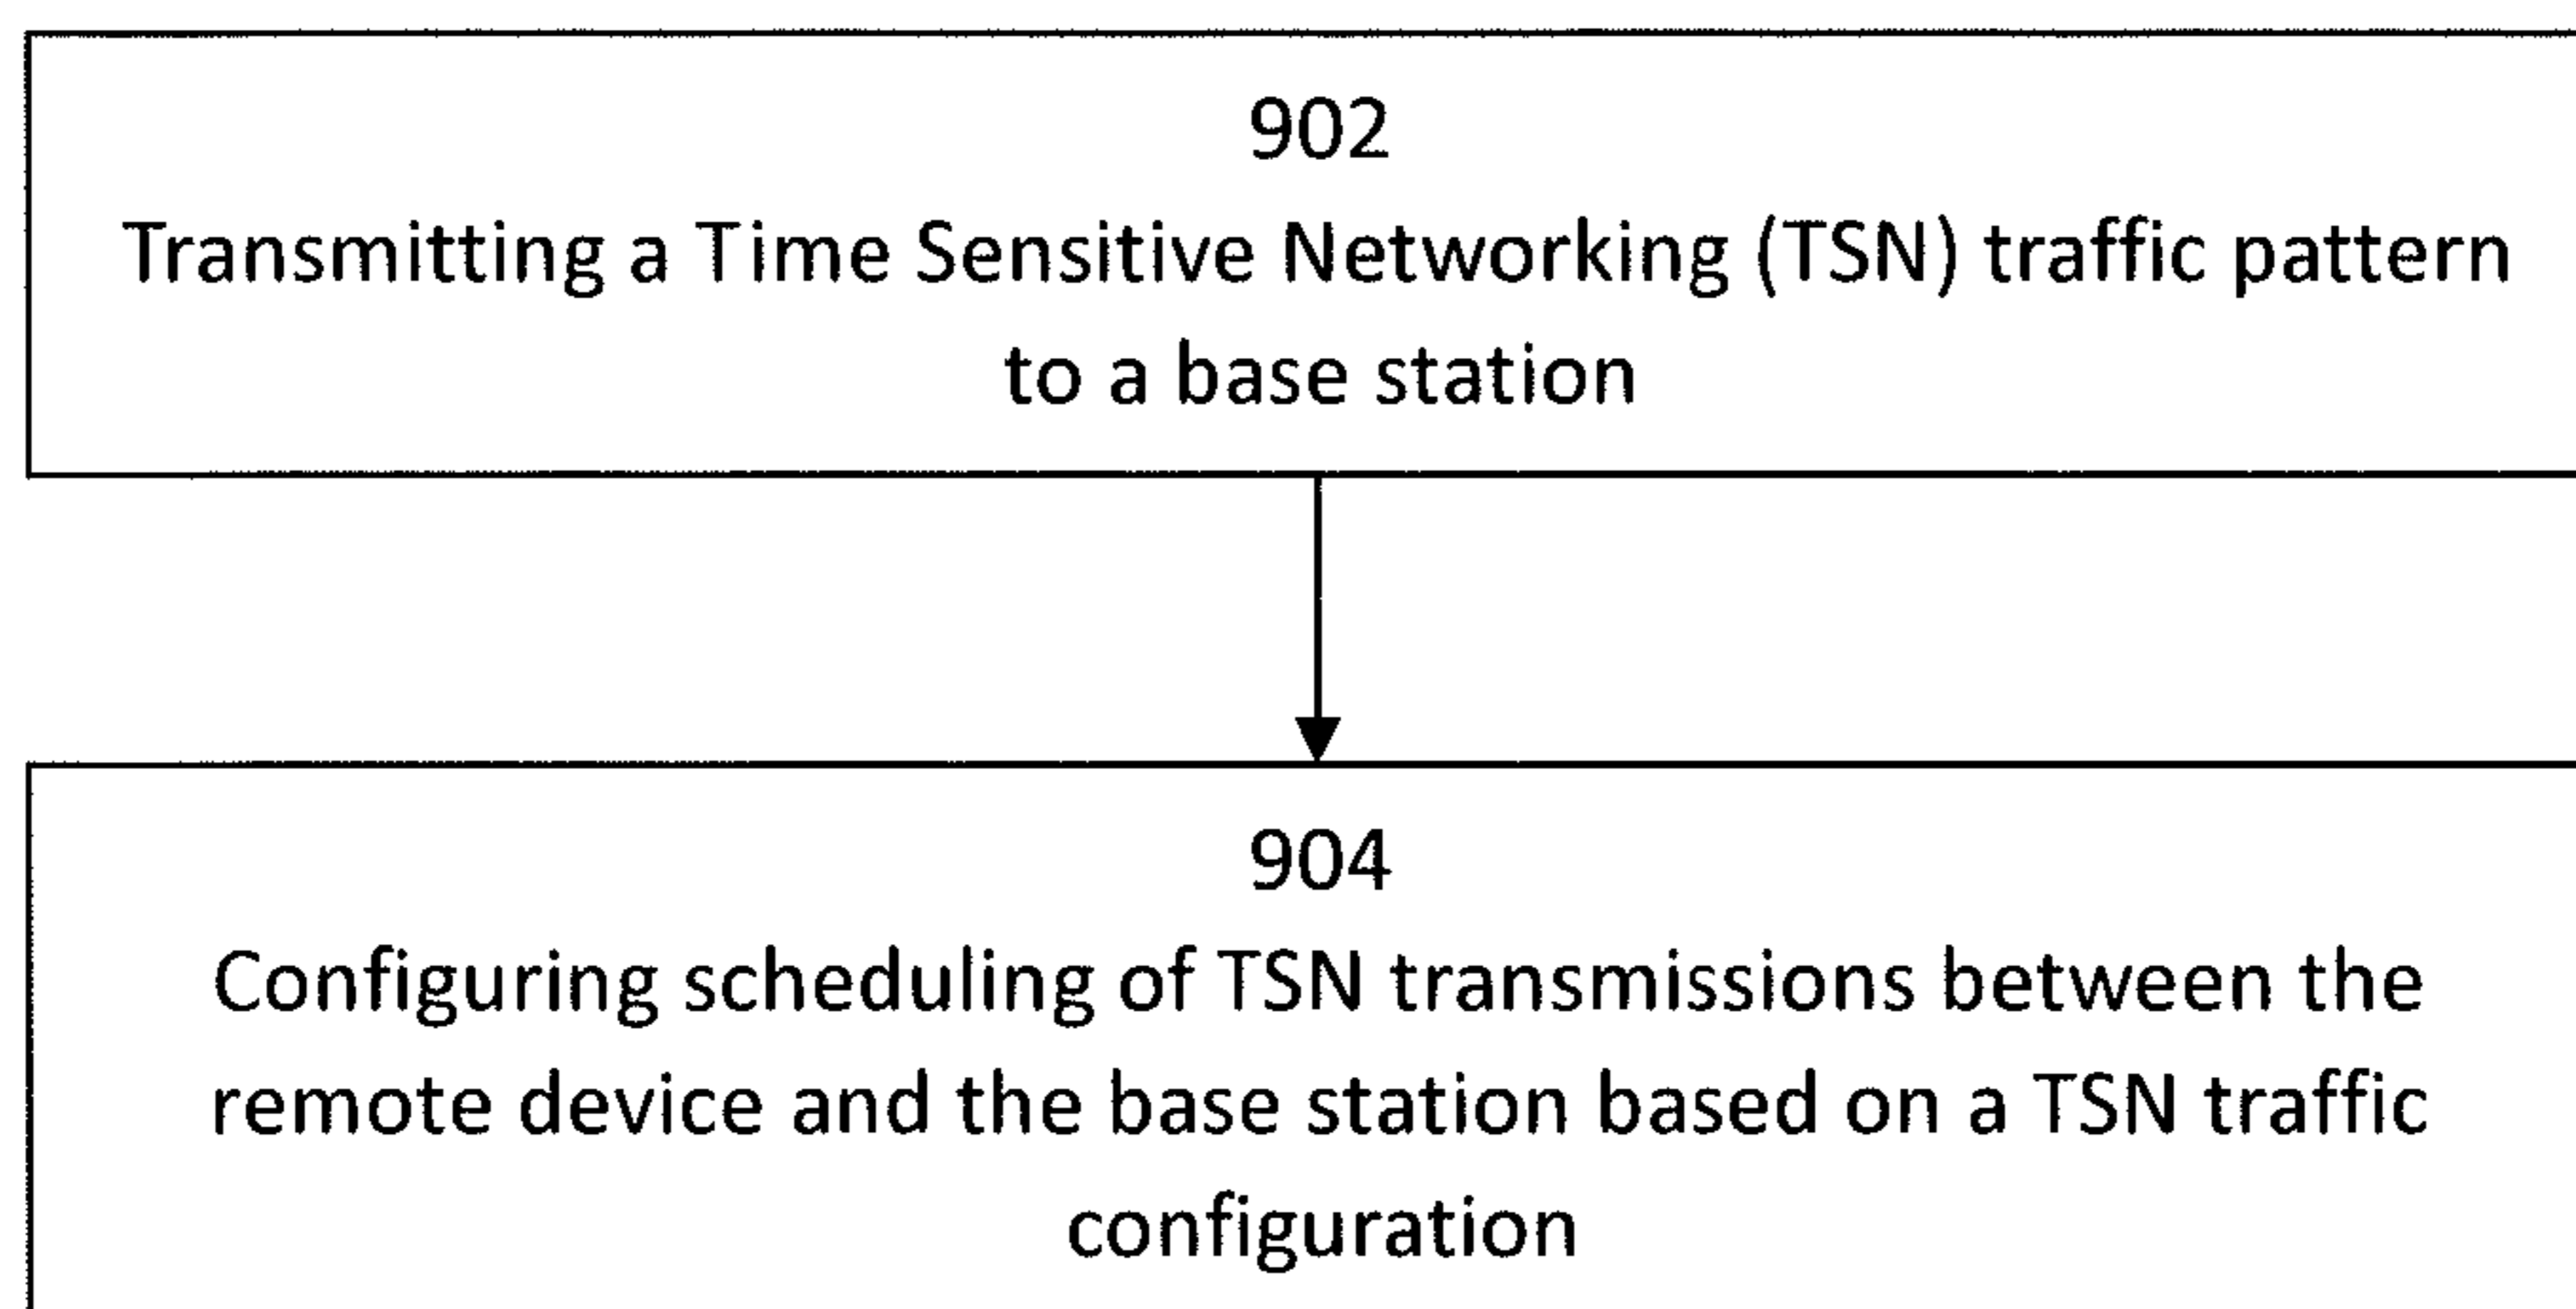 902
Transmitting a Time Sensitive Networking (TSN) traffic pattern
to a base station
904
Configuring scheduling of TSN transmissions between the
remote device and the base station based on a TSN traffic
configuration